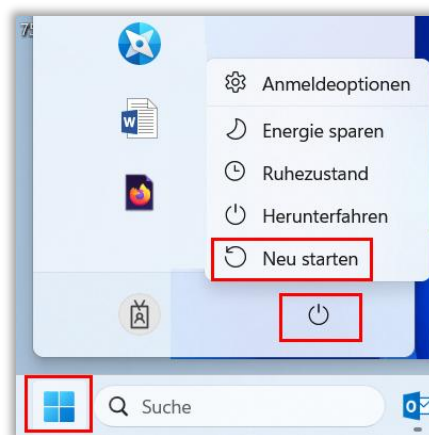 Anmeldeoptionen
Energie sparen
Ruhezustand
Herunterfahren
Neu starten
Suche